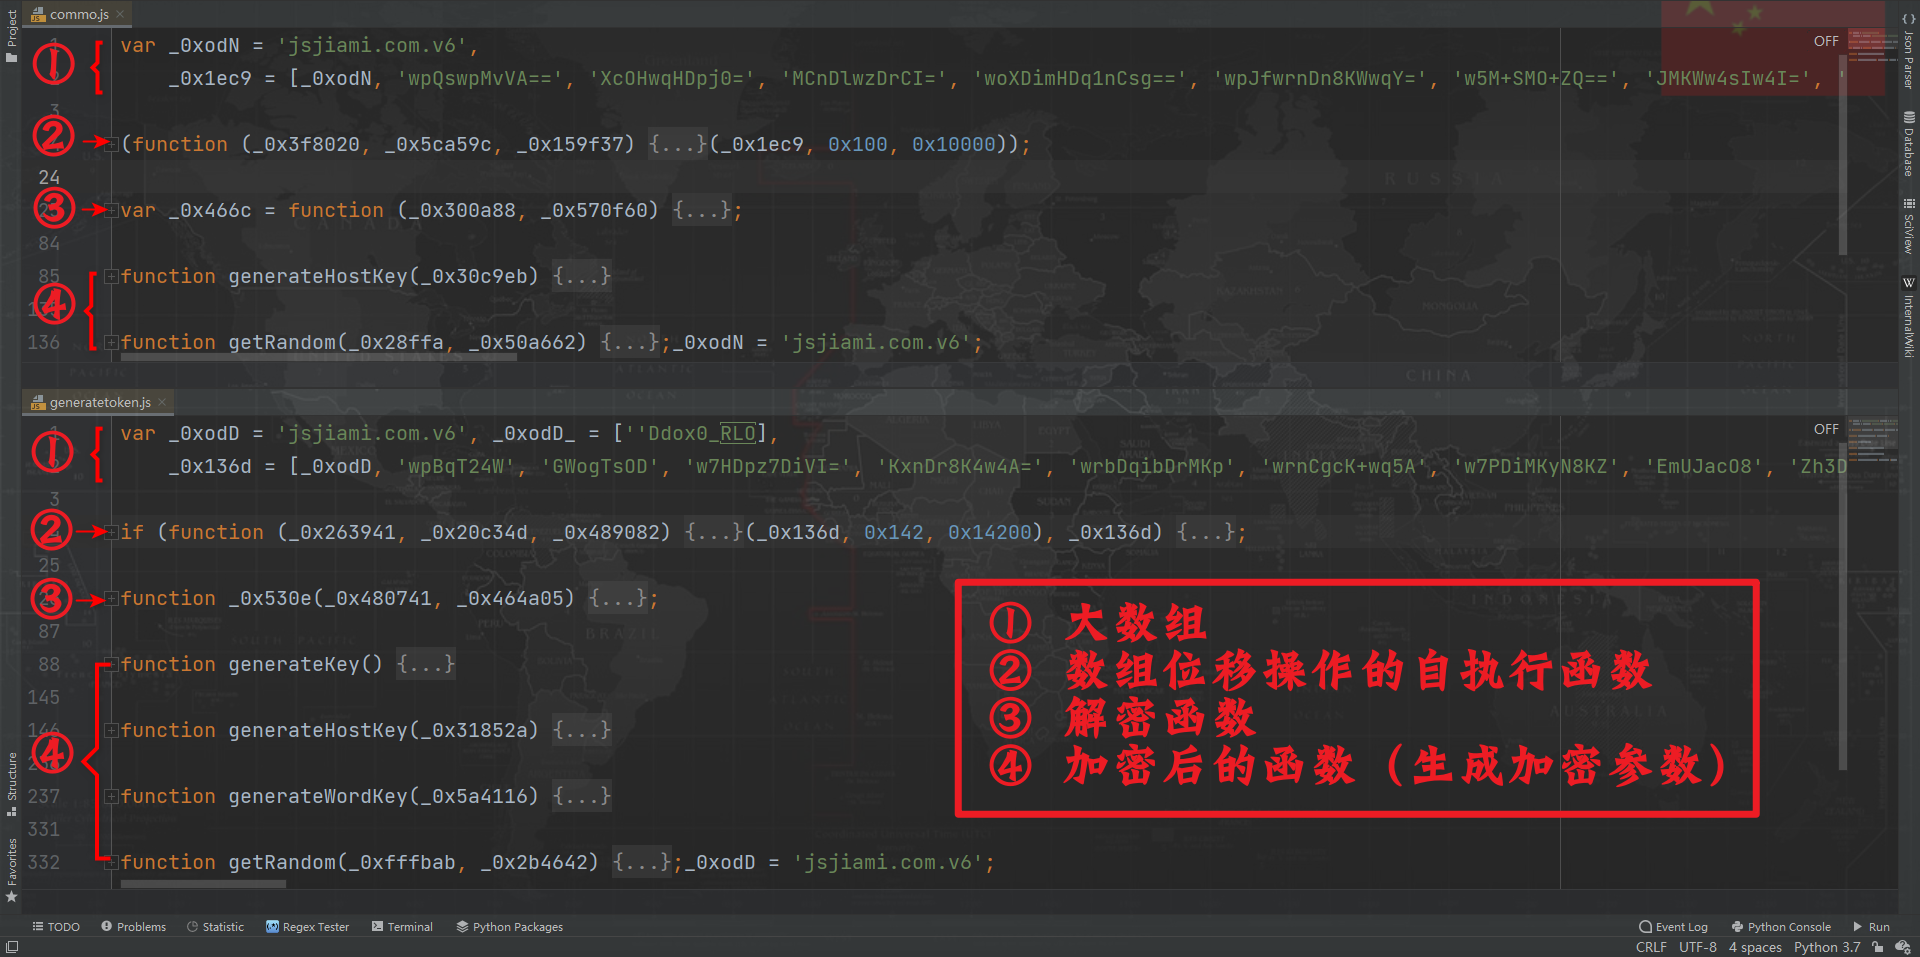 commo.js
Project
OFF
Json Parser
Database
SciView
InternalWiki
①
var _0xodN = 'jsjiami.com.v6',
_0x1ec9 = [_0xodN, 'wpQswpMvVA==', 'XcOHwqHDpj0=', 'MCnDlwzDrCI=', 'woXDimHDq1nCsg==', 'wpJfwrnDn8KWwqY=', 'w5M+SMO+ZQ==', 'JMKWw4sIw4I=', '
3
②
(function (_0x3f8020, _0x5ca59c, _0x159f37) {...}(_0x1ec9, 0x100, 0x10000));
24
③
var _0x466c = function (_0x300a88, _0x570f60) {...};
84
④
85 function generateHostKey(_0x30c9eb) {...}
136 function getRandom(_0x28ffa, _0x50a662) {...};_0xodN = 'jsjiami.com.v6';
generatetoken.js
OFF
①
var _0xodD = 'jsjiami.com.v6', _0xodD_ = [''Ddox0_RLO],
_0x136d = [_0xodD, 'wpBqT24W', 'GWogTsOD', 'w7HDpz7DiVI=', 'KxnDr8K4w4A=', 'wrbDqibDrMKp', 'wrnCgcK+wq5A', 'w7PDiMKyN8KZ', 'EmUJacO8', 'Zh3D
3
②
if (function (_0x263941, _0x20c34d, _0x489082) {...}(_0x136d, 0x142, 0x14200), _0x136d) {...};
25
③
function _0x530e(_0x480741, _0x464a05) {...};
87
④
88 function generateKey() {...}
145
146 function generateHostKey(_0x31852a) {...}
237 function generateWordKey(_0x5a4116) {...}
331
332 function getRandom(_0xfffbab, _0x2b4642) {...};_0xodD = 'jsjiami.com.v6';
① 大数组
② 数组位移操作的自执行函数
③ 解密函数
④ 加密后的函数（生成加密参数）
Structure
Favorites
TODO Problems Statistic Regex Tester Terminal Python Packages Event Log Python Console Run
CRLF UTF-8 4 spaces Python 3.7